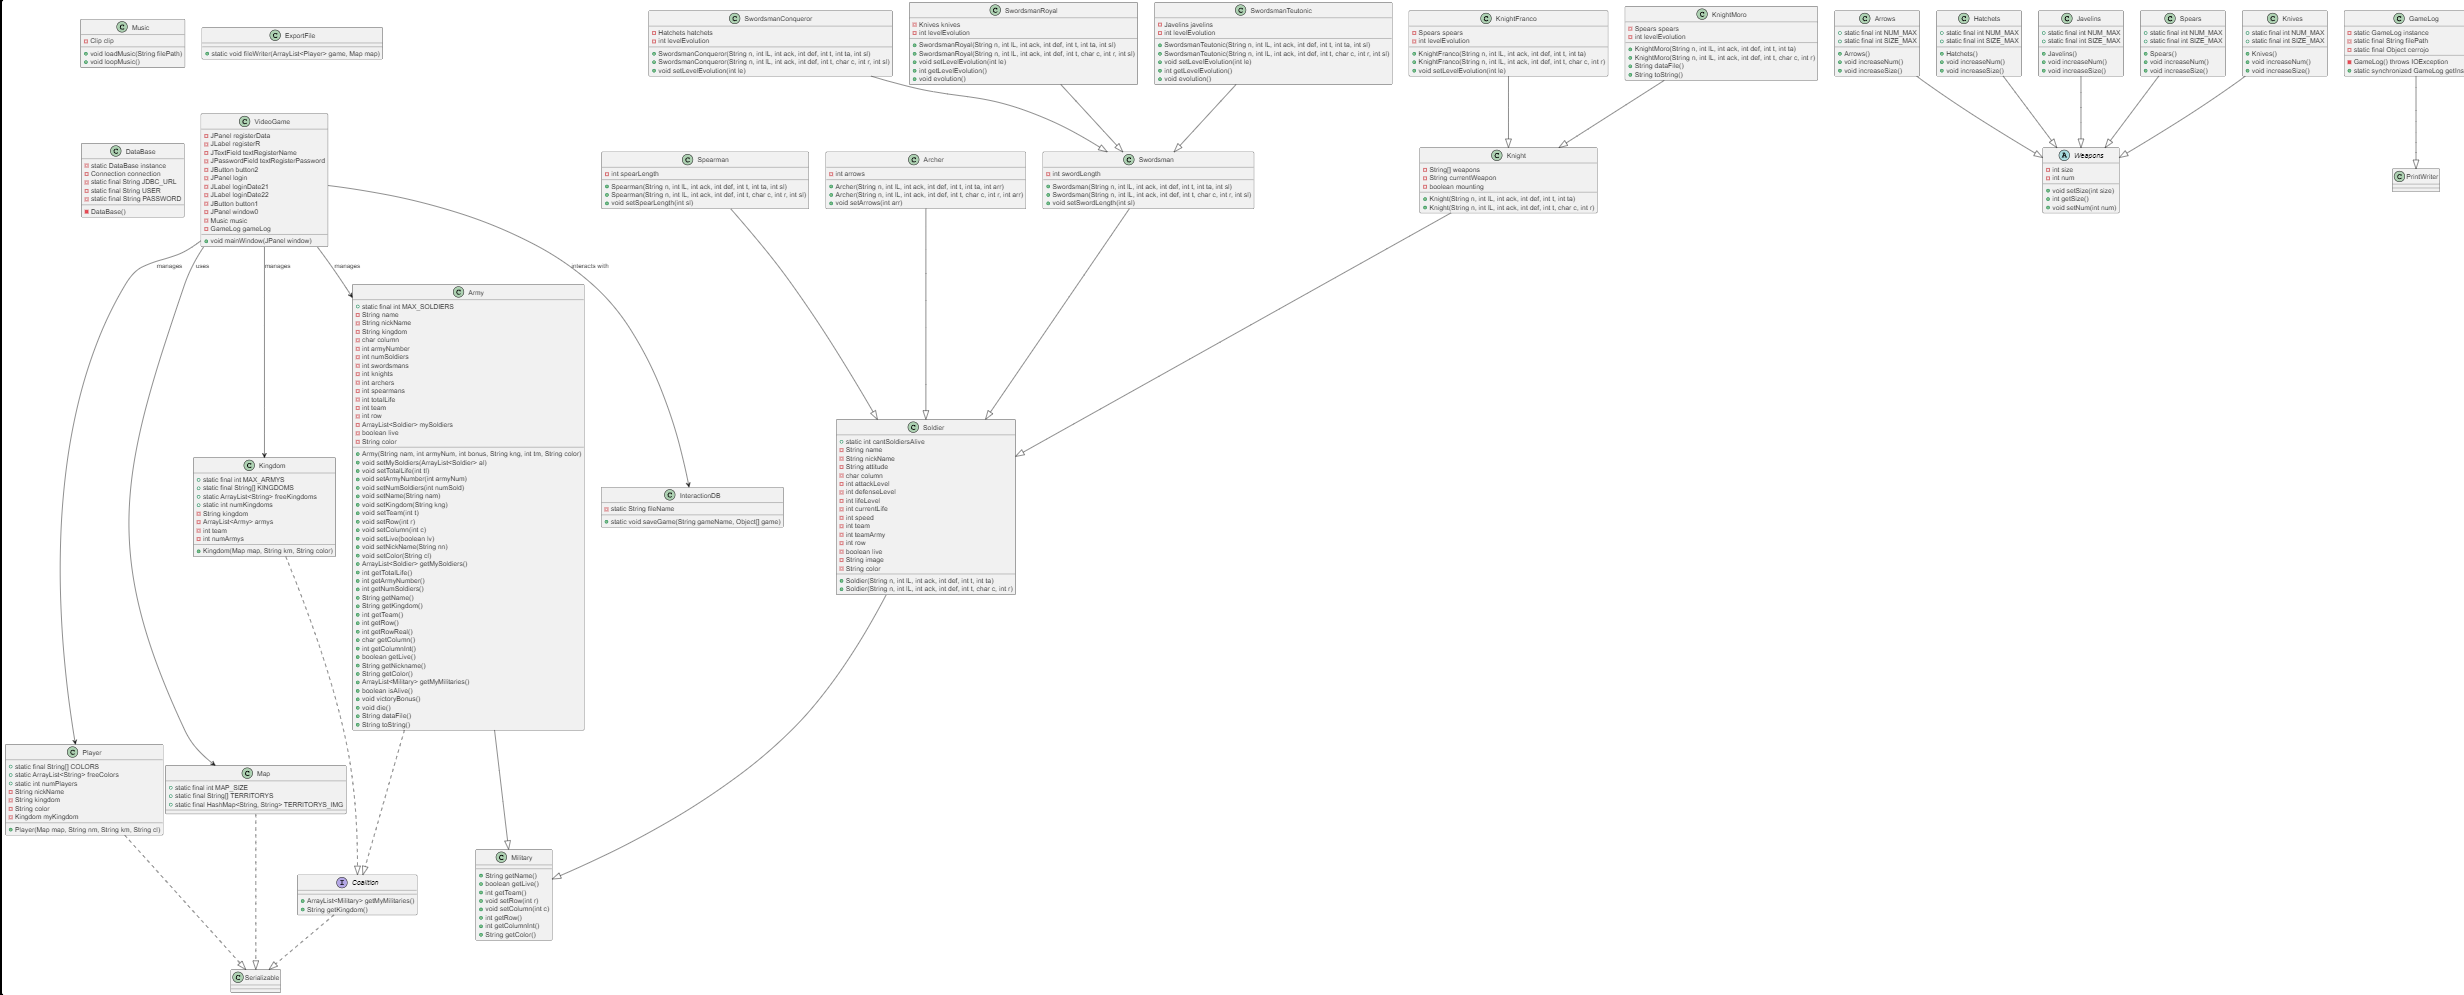 C Music
Clip clip
void loadMusic(String filePath)
void loopMusic()
C ExportFile
static void fileWriter(ArrayList<Player> game, Map map)
C SwordsmanConqueror
Hatchets hatchets
int levelEvolution
SwordsmanConqueror(String n, int lL, int ack, int def, int t, int ta, int sl)
SwordsmanConqueror(String n, int lL, int ack, int def, int t, char c, int r, int sl)
void setLevelEvolution(int le)
C SwordsmanRoyal
Knives knives
int levelEvolution
SwordsmanRoyal(String n, int lL, int ack, int def, int t, int ta, int sl)
SwordsmanRoyal(String n, int lL, int ack, int def, int t, char c, int r, int sl)
void setLevelEvolution(int le)
int getLevelEvolution()
void evolution()
C SwordsmanTeutonic
Javelins javelins
int levelEvolution
SwordsmanTeutonic(String n, int lL, int ack, int def, int t, int ta, int sl)
SwordsmanTeutonic(String n, int lL, int ack, int def, int t, char c, int r, int sl)
void setLevelEvolution(int le)
int getLevelEvolution()
void evolution()
C KnightFranco
Spears spears
int levelEvolution
KnightFranco(String n, int lL, int ack, int def, int t, int ta)
KnightFranco(String n, int lL, int ack, int def, int t, char c, int r)
void setLevelEvolution(int le)
C KnightMoro
Spears spears
int levelEvolution
KnightMoro(String n, int lL, int ack, int def, int t, int ta)
KnightMoro(String n, int lL, int ack, int def, int t, char c, int r)
String dataFile()
String toString()
C Arrows
static final int NUM_MAX
static final int SIZE_MAX
Arrows()
void increaseNum()
void increaseSize()
C Hatchets
static final int NUM_MAX
static final int SIZE_MAX
Hatchets()
void increaseNum()
void increaseSize()
C Javelins
static final int NUM_MAX
static final int SIZE_MAX
Javelins()
void increaseNum()
void increaseSize()
C Spears
static final int NUM_MAX
static final int SIZE_MAX
Spears()
void increaseNum()
void increaseSize()
C Knives
static final int NUM_MAX
static final int SIZE_MAX
Knives()
void increaseNum()
void increaseSize()
C GameLog
static GameLog instance
static final String filePath
static final Object cerrojo
GameLog() throws IOException
static synchronized GameLog getIns
C DataBase
static DataBase instance
Connection connection
static final String JDBC_URL
static final String USER
static final String PASSWORD
DataBase()
C VideoGame
JPanel registerData
JLabel registerR
JTextField textRegisterName
JPasswordField textRegisterPassword
JButton button2
JPanel login
JLabel loginDate21
JLabel loginDate22
JButton button1
JPanel window0
Music music
GameLog gameLog
void mainWindow(JPanel window)
C Spearman
int spearLength
Spearman(String n, int lL, int ack, int def, int t, int ta, int sl)
Spearman(String n, int lL, int ack, int def, int t, char c, int r, int sl)
void setSpearLength(int sl)
C Archer
int arrows
Archer(String n, int lL, int ack, int def, int t, int ta, int arr)
Archer(String n, int lL, int ack, int def, int t, char c, int r, int arr)
void setArrows(int arr)
C Swordsman
int swordLength
Swordsman(String n, int lL, int ack, int def, int t, int ta, int sl)
Swordsman(String n, int lL, int ack, int def, int t, char c, int r, int sl)
void setSwordLength(int sl)
C Knight
String[] weapons
String currentWeapon
boolean mounting
Knight(String n, int lL, int ack, int def, int t, int ta)
Knight(String n, int lL, int ack, int def, int t, char c, int r)
A Weapons
int size
int num
void setSize(int size)
int getSize()
void setNum(int num)
C PrintWriter
manages
uses
manages
manages
interacts with
C Army
static final int MAX_SOLDIERS
String name
String nickName
String kingdom
char column
int armyNumber
int numSoldiers
int swordsmans
int knights
int archers
int spearmans
int totalLife
int team
int row
ArrayList<Soldier> mySoldiers
boolean live
String color
Army(String nam, int armyNum, int bonus, String kng, int tm, String color)
void setMySoldiers(ArrayList<Soldier> al)
void setTotalLife(int tl)
void setArmyNumber(int armyNum)
void setNumSoldiers(int numSold)
void setName(String nam)
void setKingdom(String kng)
void setTeam(int t)
void setRow(int r)
void setColumn(int c)
void setLive(boolean lv)
void setNickName(String nn)
void setColor(String cl)
ArrayList<Soldier> getMySoldiers()
int getTotalLife()
int getArmyNumber()
int getNumSoldiers()
String getName()
String getKingdom()
int getTeam()
int getRow()
int getRowReal()
char getColumn()
int getColumnInt()
boolean getLive()
String getNickname()
String getColor()
ArrayList<Military> getMyMilitaries()
boolean isAlive()
void victoryBonus()
void die()
String dataFile()
String toString()
C Kingdom
static final int MAX_ARMYS
static final String[] KINGDOMS
static ArrayList<String> freeKingdoms
static int numKingdoms
String kingdom
ArrayList<Army> armys
int team
int numArmys
Kingdom(Map map, String km, String color)
C InteractionDB
static String fileName
static void saveGame(String gameName, Object[] game)
C Soldier
static int cantSoldiersAlive
String name
String nickName
String attitude
char column
int attackLevel
int defenseLevel
int lifeLevel
int currentLife
int speed
int team
int teamArmy
int row
boolean live
String image
String color
Soldier(String n, int lL, int ack, int def, int t, int ta)
Soldier(String n, int lL, int ack, int def, int t, char c, int r)
C Player
static final String[] COLORS
static ArrayList<String> freeColors
static int numPlayers
String nickName
String kingdom
String color
Kingdom myKingdom
Player(Map map, String nm, String km, String cl)
C Map
static final int MAP_SIZE
static final String[] TERRITORYS
static final HashMap<String, String> TERRITORYS_IMG
I Coalition
ArrayList<Military> getMyMilitaries()
String getKingdom()
C Military
String getName()
boolean getLive()
int getTeam()
void setRow(int r)
void setColumn(int c)
int getRow()
int getColumnInt()
String getColor()
C Serializable